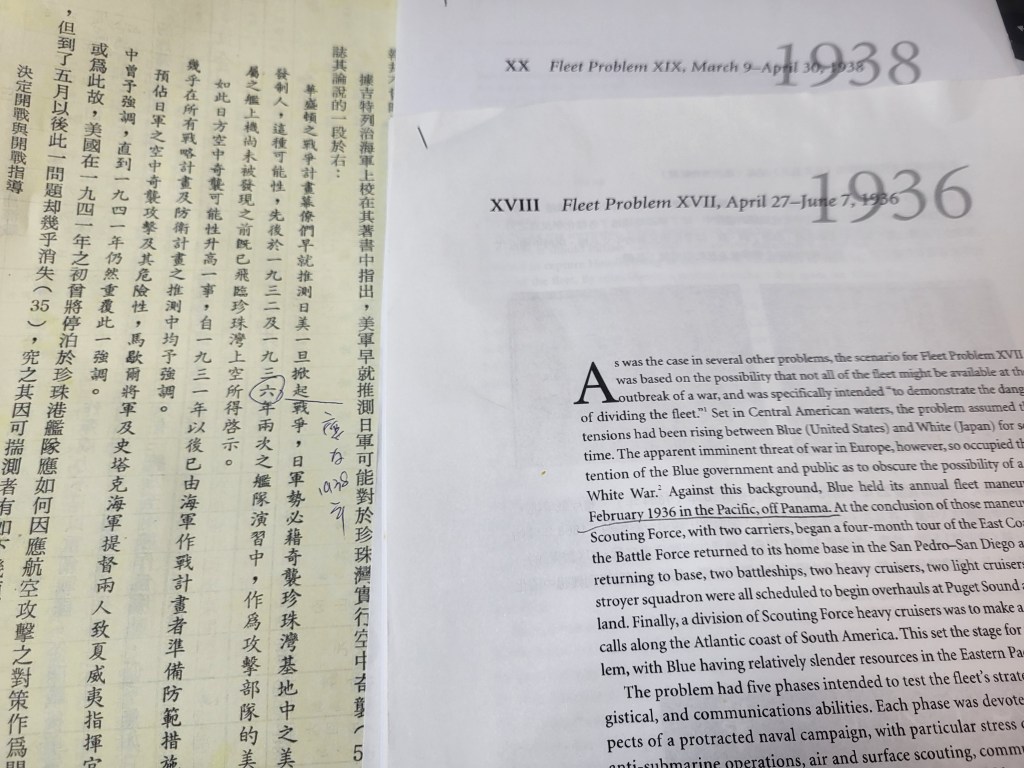 據吉特列治海軍上校在其著書中指出，美軍早就推測日軍可能對於珍珠灣實行空中奇襲（5
誌其論說的一段於右：
華盛頓之戰爭計畫幕僚們早就推測日美一旦掀起戰爭，日軍勢必藉奇襲珍珠灣基地中之美
發制人，這種可能性，先後於一九三二及一九三六年兩次之艦隊演習中，作爲攻擊部隊的美
應為
1938
屬之艦上機尚未被發現之前既已飛臨珍珠灣上空所得啓示。
如此日方空中奇襲可能性升高一事，自一九三一年以後已由海軍作戰計畫者準備防範措施
幾乎在所有戰略計畫及防衛計畫之推測中均予強調。
預佔日軍之空中奇襲攻擊及其危險性，馬歇爾將軍及史塔克海軍提督兩人致夏威夷指揮官
中曾予強調，直到一九四一年仍然重覆此一強調。
或爲此故，美國在一九四一年之初曾將停泊於珍珠港艦隊應如何因應航空攻擊之對策作爲
，但到了五月以後此一問題却幾乎消失（35），究之其因可揣測者有如下
決定開戰與開戰指導
1938
XX Fleet Problem XIX, March 9–April 30, 1938
1936
XVIII Fleet Problem XVII, April 27–June 7, 1936
As was the case in several other problems, the scenario for Fleet Problem XVII
was based on the possibility that not all of the fleet might be available at the
outbreak of a war, and was specifically intended “to demonstrate the dang
of dividing the fleet.”1 Set in Central American waters, the problem assumed t
tensions had been rising between Blue (United States) and White (Japan) for so
time. The apparent imminent threat of war in Europe, however, so occupied th
tention of the Blue government and public as to obscure the possibility of a
White War.2 Against this background, Blue held its annual fleet maneu
February 1936 in the Pacific, off Panama. At the conclusion of those maneu
Scouting Force, with two carriers, began a four-month tour of the East Co
the Battle Force returned to its home base in the San Pedro–San Diego a
returning to base, two battleships, two heavy cruisers, two light cruisers
stroyer squadron were all scheduled to begin overhauls at Puget Sound a
land. Finally, a division of Scouting Force heavy cruisers was to make a
calls along the Atlantic coast of South America. This set the stage for
lem, with Blue having relatively slender resources in the Eastern Pac
The problem had five phases intended to test the fleet’s strate
gistical, and communications abilities. Each phase was devote
pects of a protracted naval campaign, with particular stress o
anti-submarine operations, air and surface scouting, commu